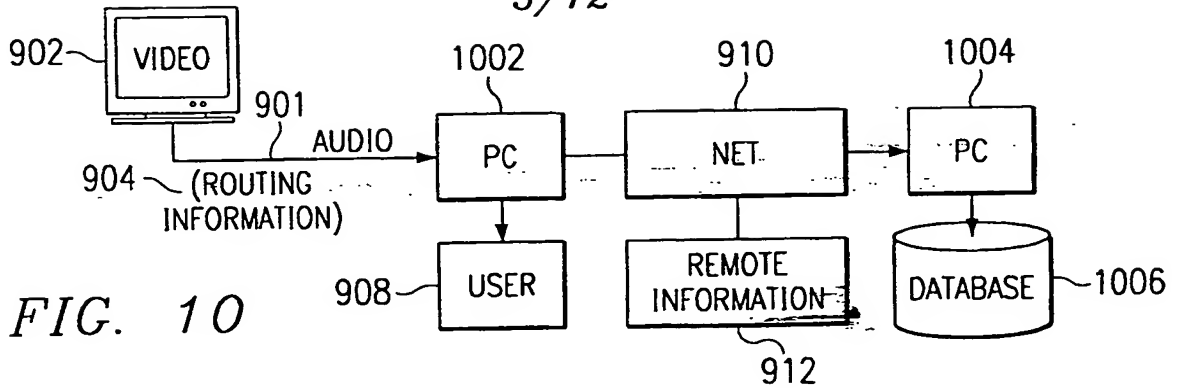 902
VIDEO
901
AUDIO
904
(ROUTING
INFORMATION)
1002
PC
910
NET
1004
PC
908
USER
REMOTE
INFORMATION
912
DATABASE
1006
FIG. 10